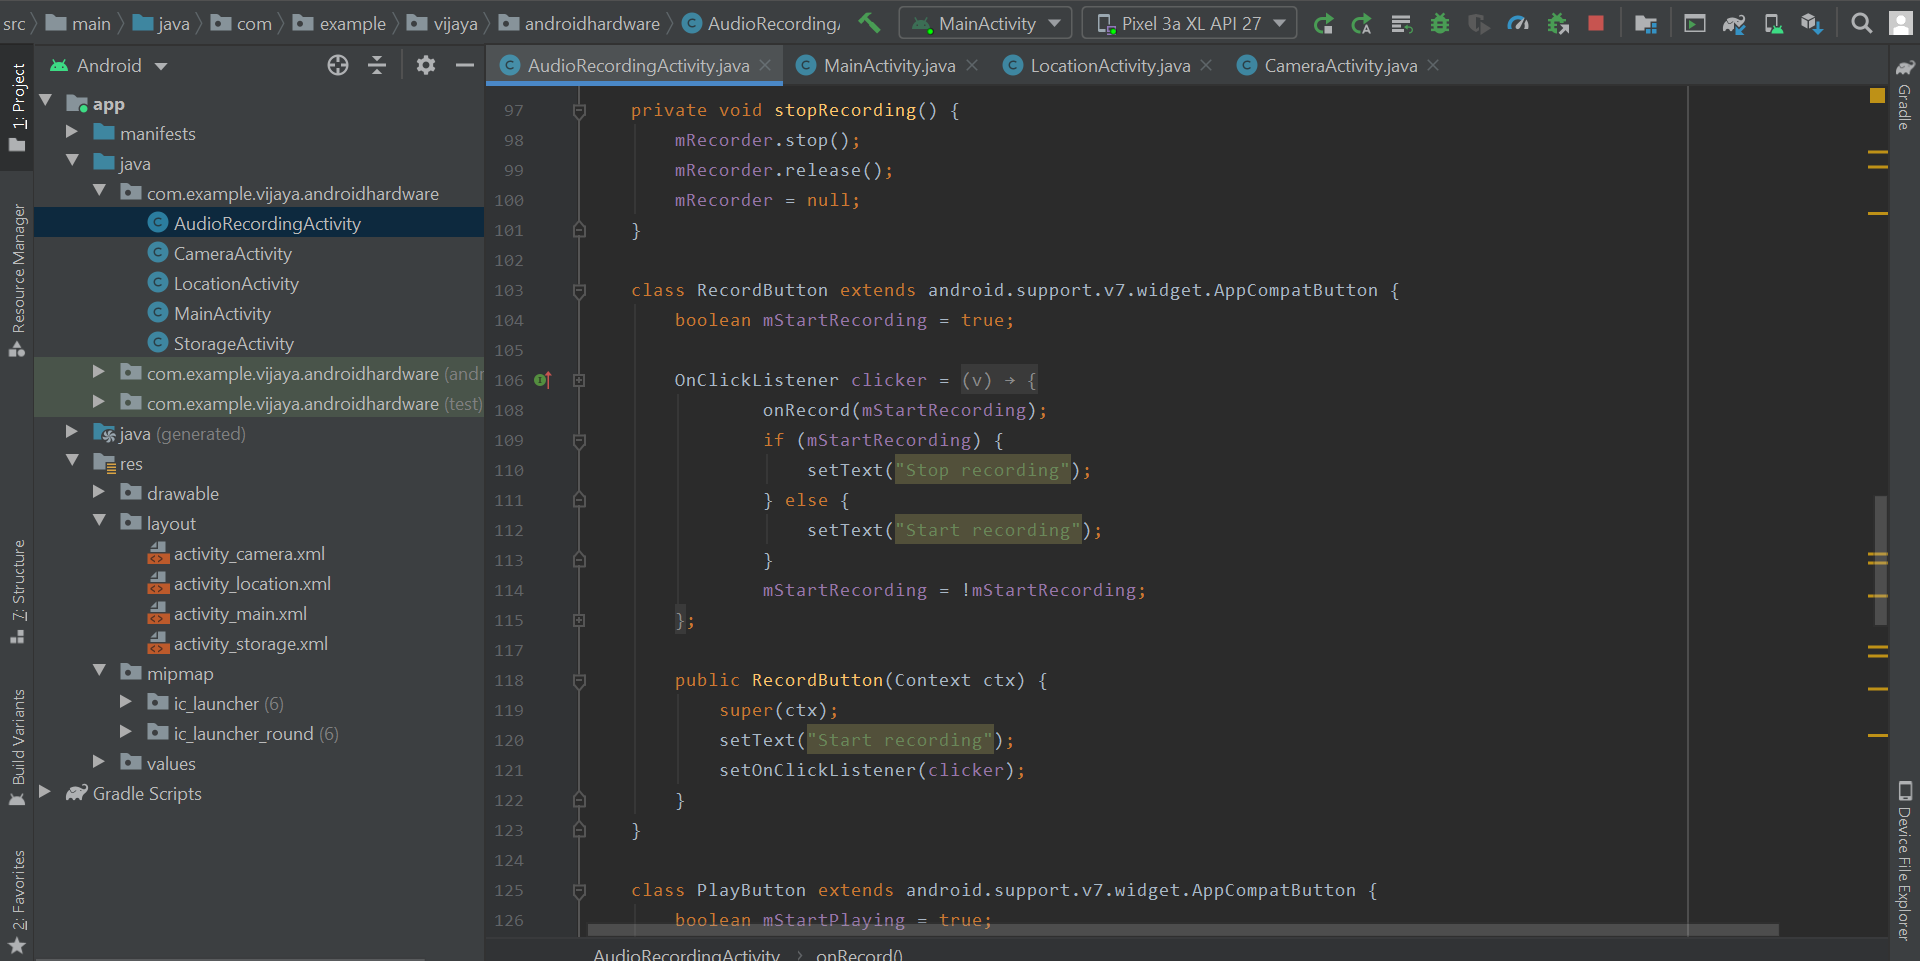 src main java com example vijaya androidhardware AudioRecording MainActivity Pixel 3a XL API 27
Android
AudioRecordingActivity.java
MainActivity.java
LocationActivity.java
CameraActivity.java
1: Project
Resource Manager
7: Structure
Build Variants
2: Favorites
app
manifests
java
com.example.vijaya.androidhardware
AudioRecordingActivity
CameraActivity
LocationActivity
MainActivity
StorageActivity
com.example.vijaya.androidhardware (andr
com.example.vijaya.androidhardware (test)
java (generated)
res
drawable
layout
activity_camera.xml
activity_location.xml
activity_main.xml
activity_storage.xml
mipmap
ic_launcher (6)
ic_launcher_round (6)
values
Gradle Scripts
97 private void stopRecording() {
98 mRecorder.stop();
99 mRecorder.release();
100 mRecorder = null;
101 }
102
103 class RecordButton extends android.support.v7.widget.AppCompatButton {
104 boolean mStartRecording = true;
105
106 OnClickListener clicker = (v) → {
108 onRecord(mStartRecording);
109 if (mStartRecording) {
110 setText("Stop recording");
111 } else {
112 setText("Start recording");
113 }
114 mStartRecording = !mStartRecording;
115 };
117
118 public RecordButton(Context ctx) {
119 super(ctx);
120 setText("Start recording");
121 setOnClickListener(clicker);
122 }
123 }
124
125 class PlayButton extends android.support.v7.widget.AppCompatButton {
126 boolean mStartPlaying = true;
AudioRecordingActivity › onRecord()
Gradle
Device File Explorer